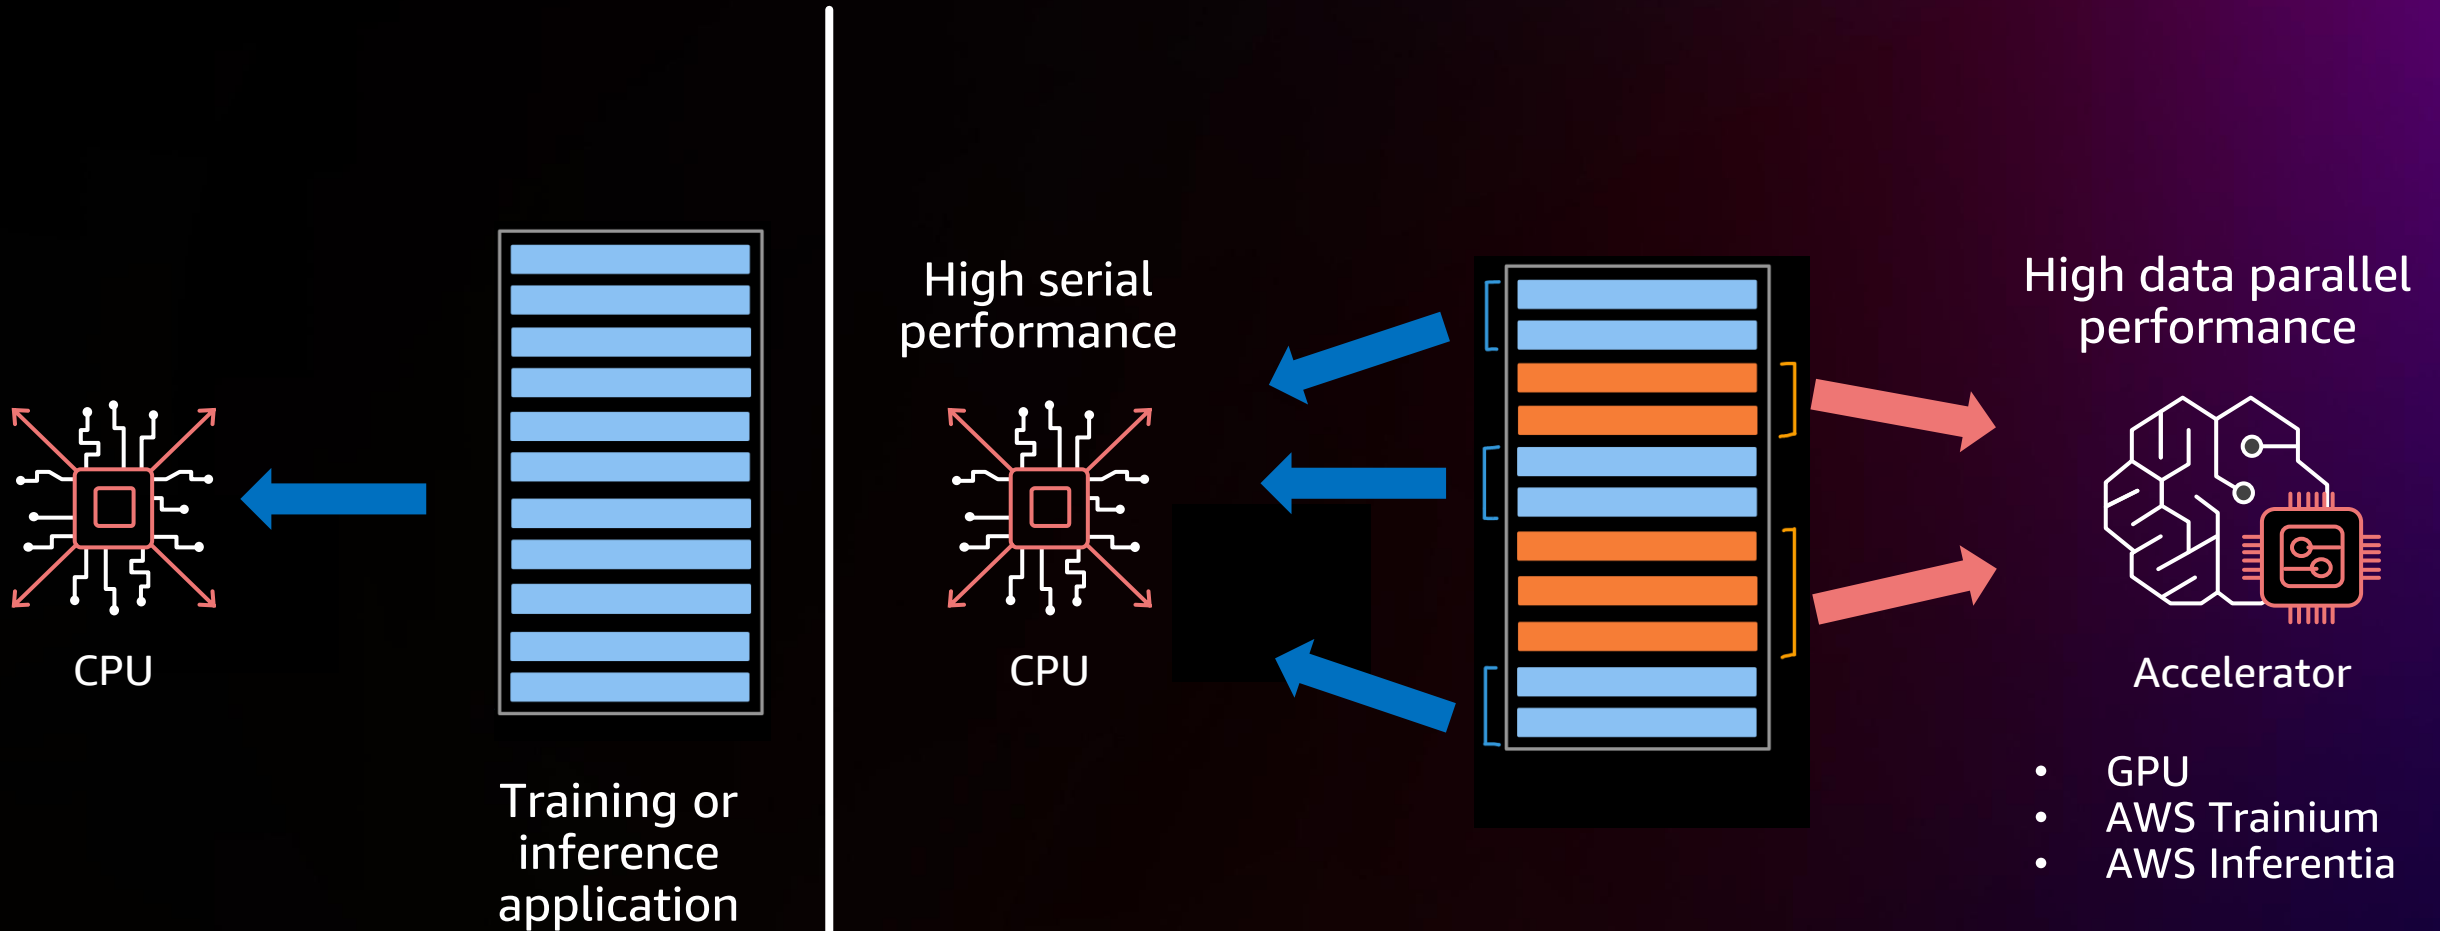 CPU
Training or
inference
application
High serial
performance
CPU
High data parallel
performance
Accelerator
• GPU
• AWS Trainium
• AWS Inferentia